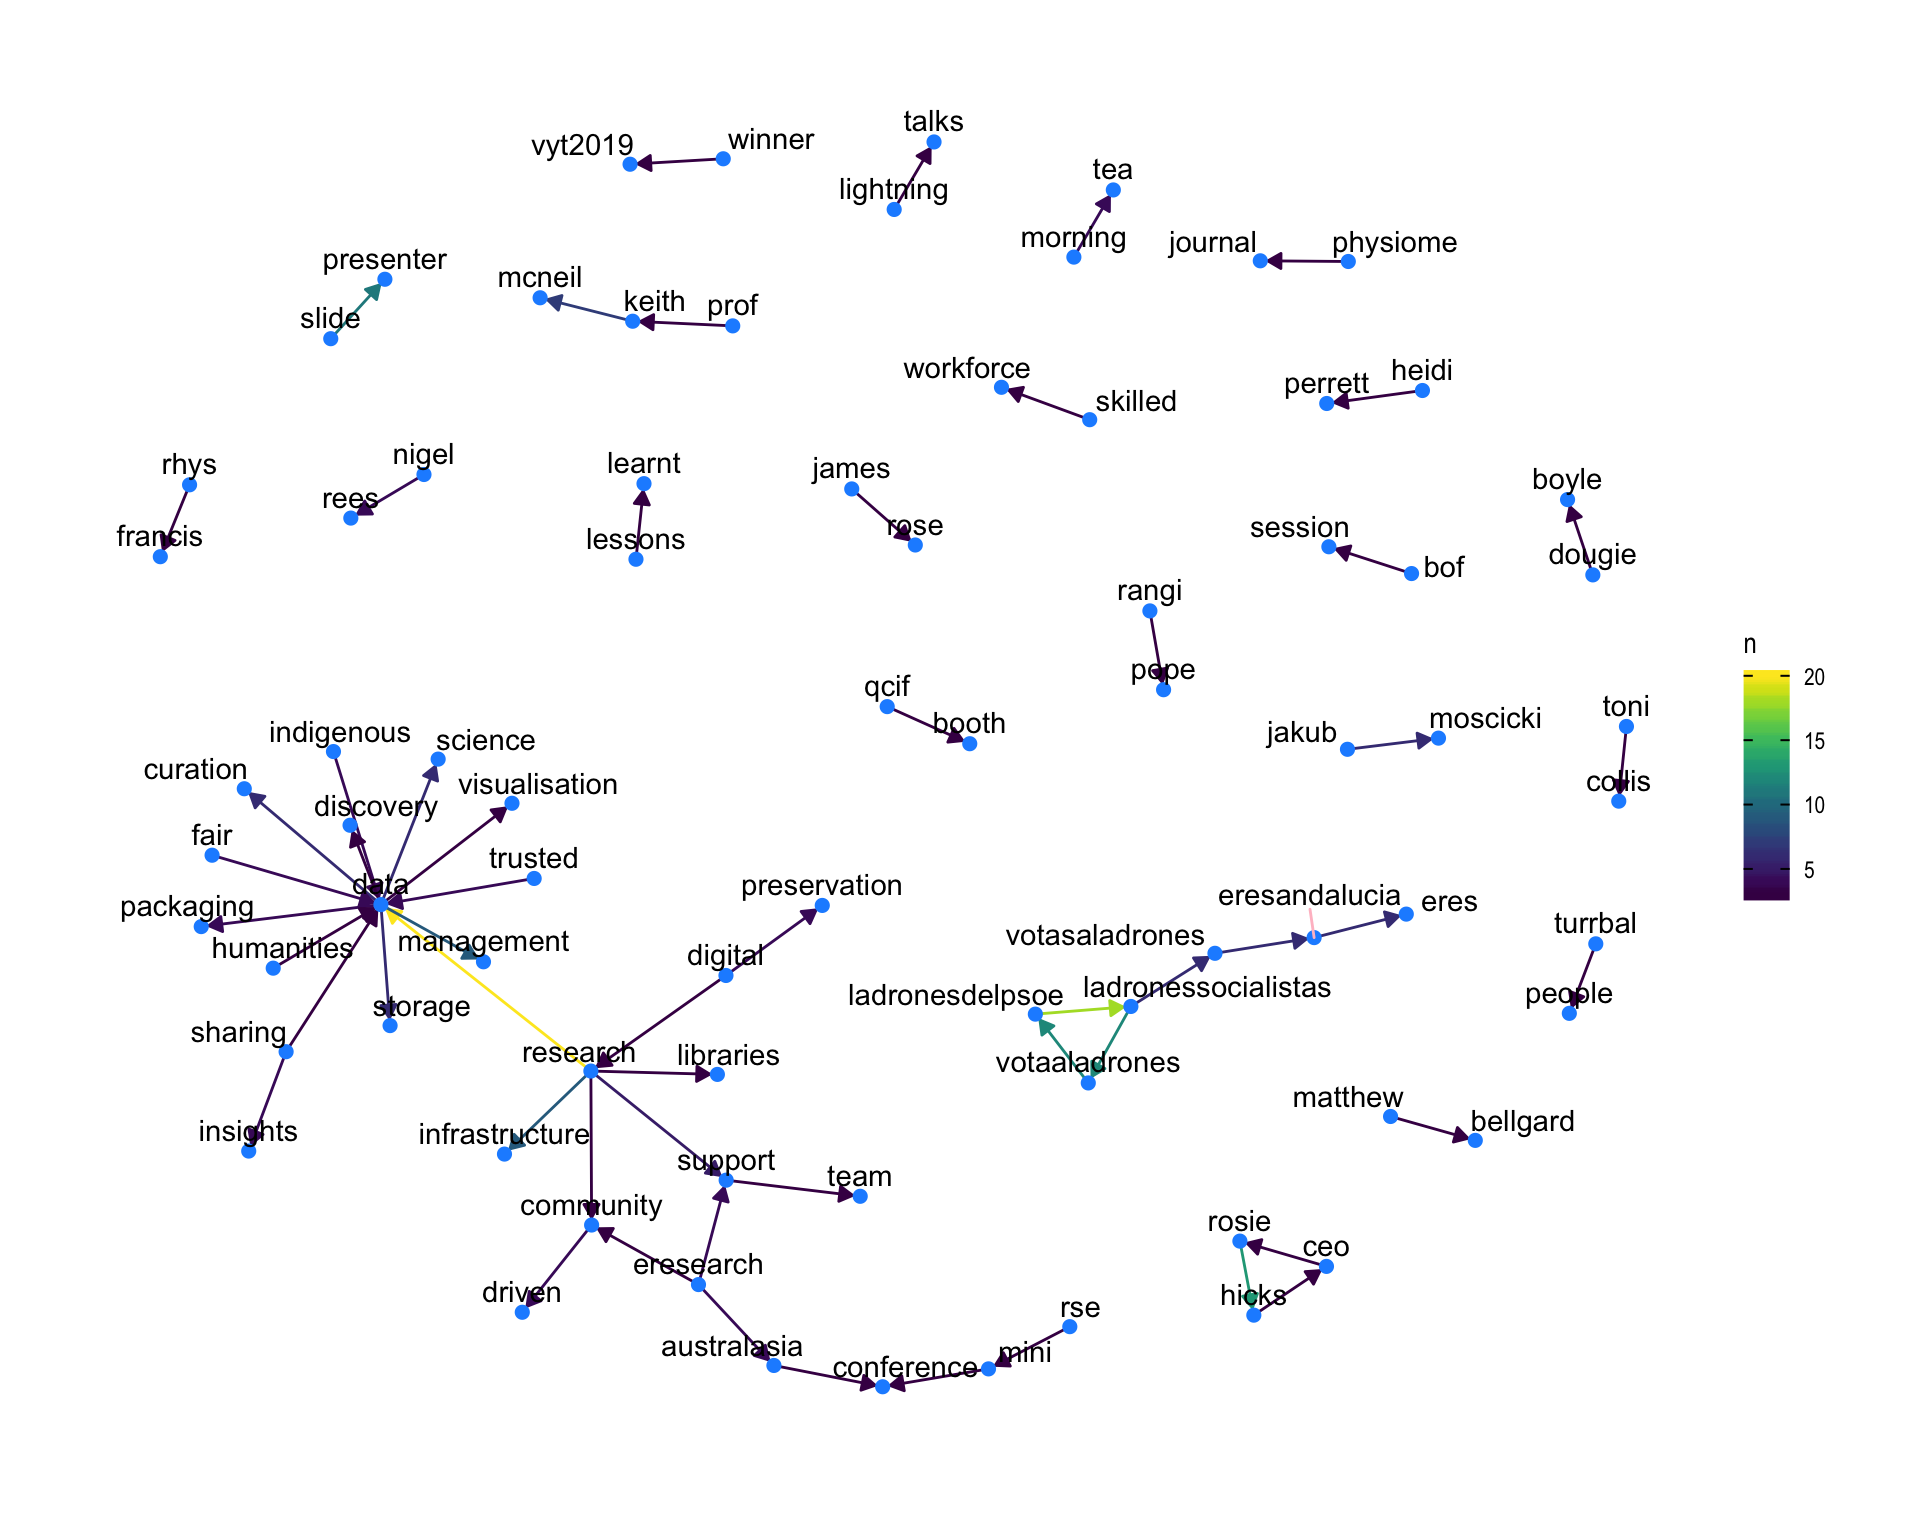 talks
winner
vyt2019
tea
lightning
morning
journal
physiome
presenter
mcneil
keith
prof
slide
workforce
heidi
perrett
skilled
nigel
rhys
learnt
james
boyle
rees
rose
session
francis
lessons
dougie
bof
rangi
n
pope
20
qcif
toni
moscicki
booth
jakub
indigenous
science
15
curation
visualisation
collis
discovery
10
fair
trusted
5
data
preservation
eresandalucia
eres
packaging
turrbal
votasaladrones
management
humanities
digital
ladronessocialistas
ladronesdelpsoe
people
storage
sharing
research
libraries
votaaladrones
matthew
bellgard
insights
infrastructure
support
team
community
rosie
ceo
eresearch
driven
hicks
rse
australasia
mini
conference